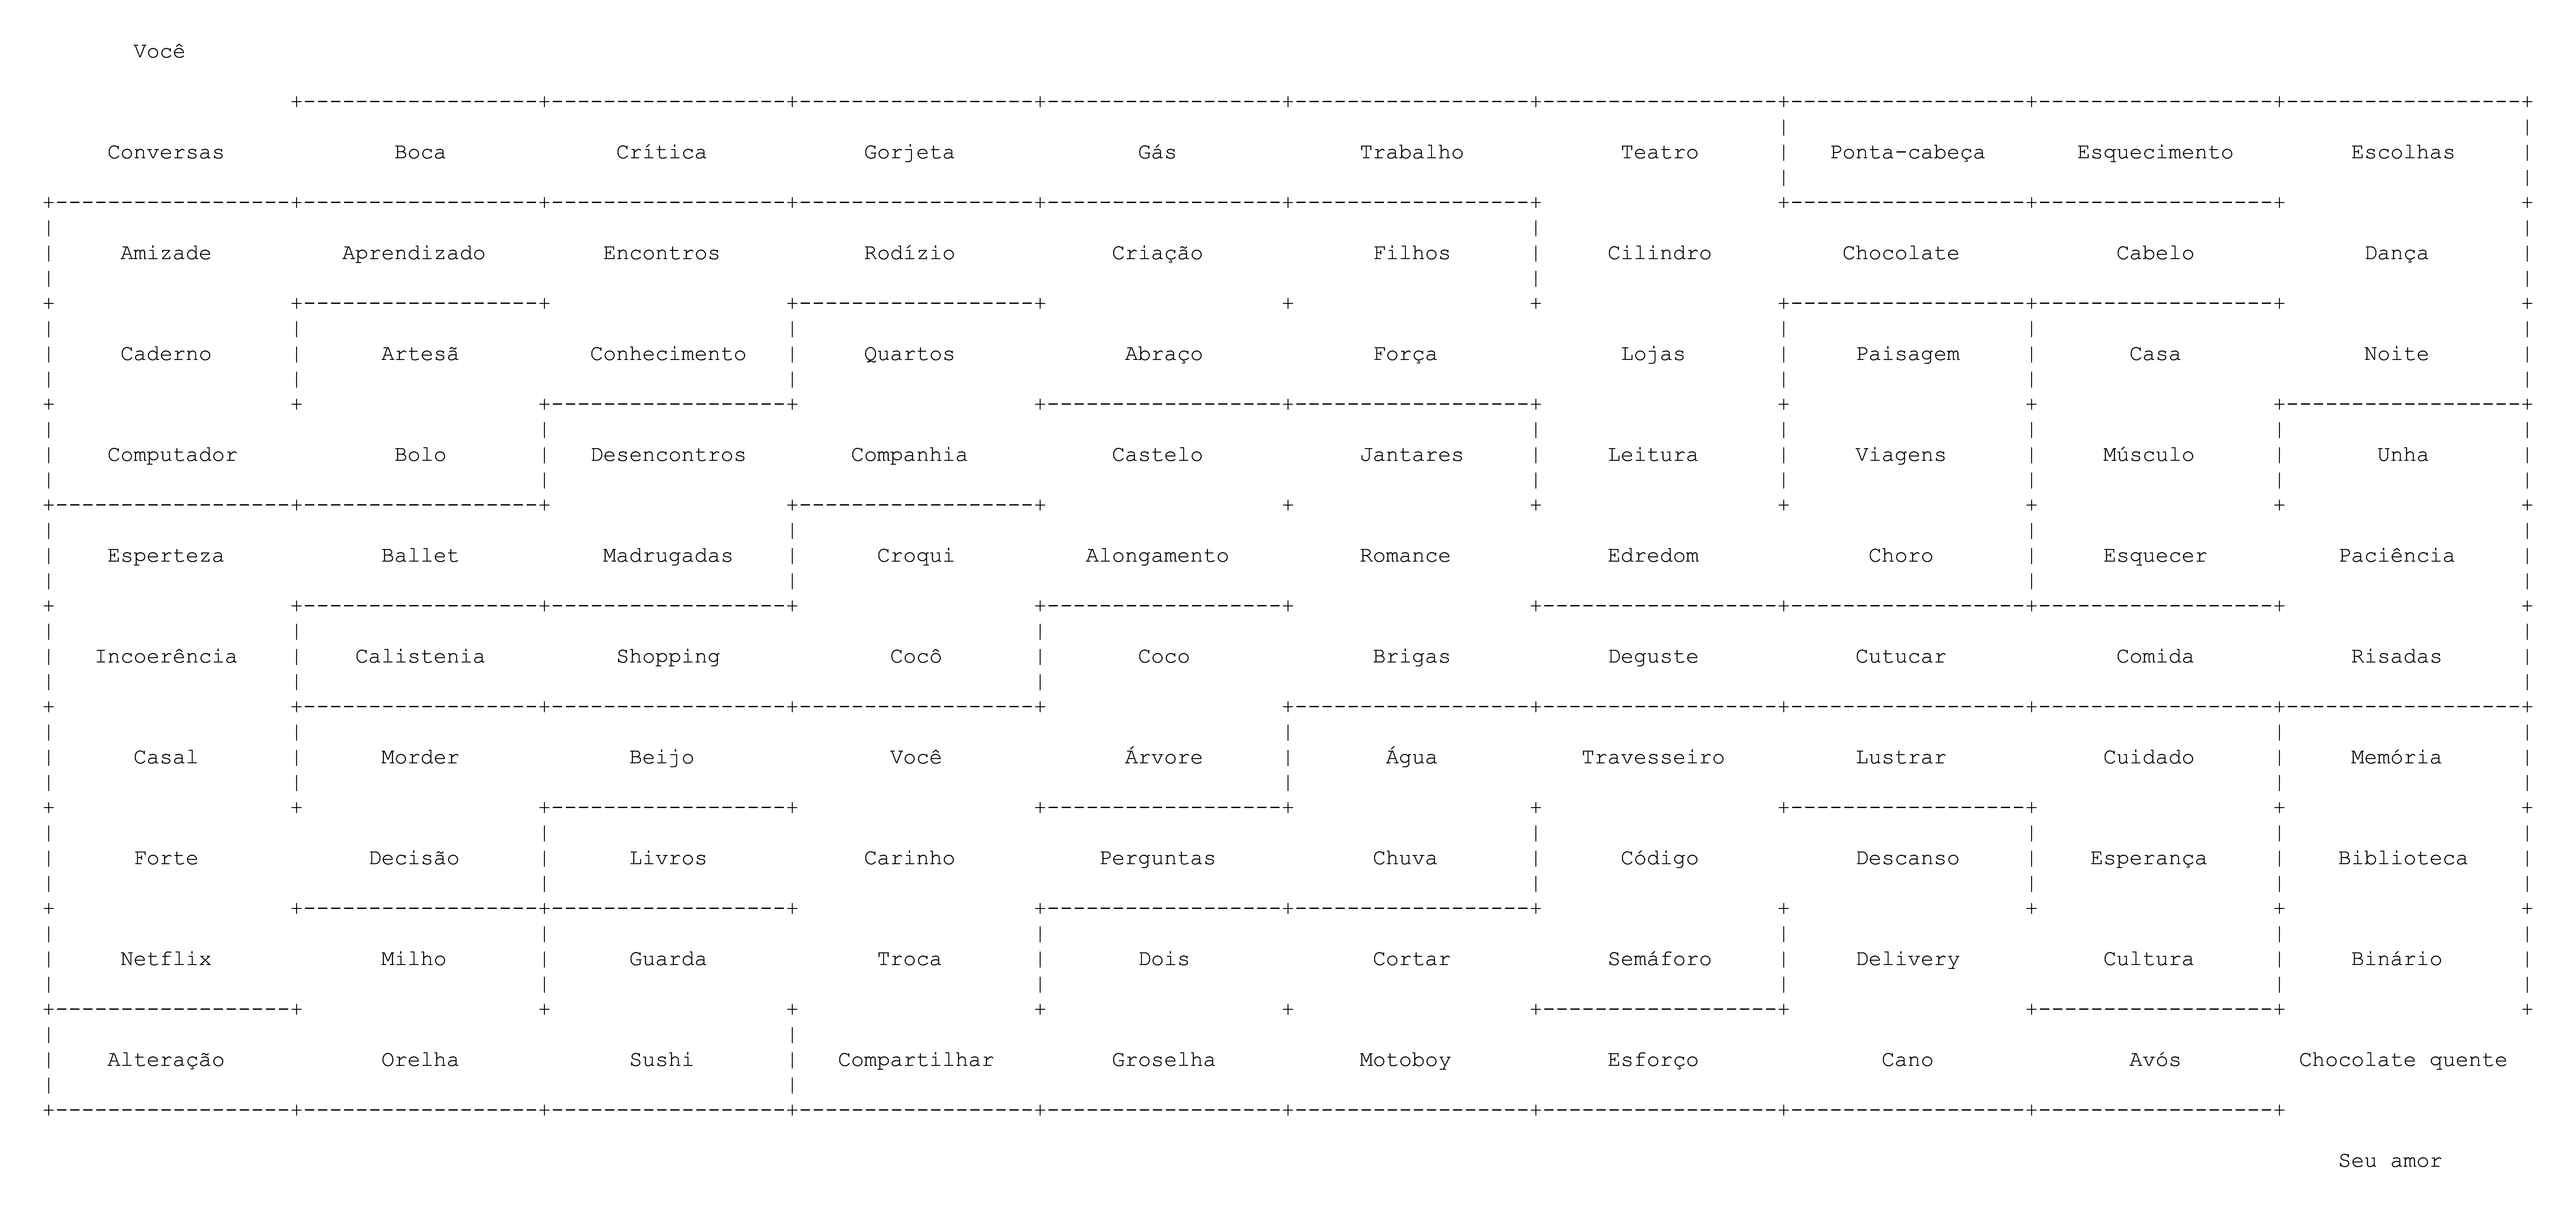 Você
Conversas Boca Crítica Gorjeta Gás Trabalho Teatro Ponta-cabeça Esquecimento Escolhas
Amizade Aprendizado Encontros Rodízio Criação Filhos Cilindro Chocolate Cabelo Dança
Caderno Artesã Conhecimento Quartos Abraço Força Lojas Paisagem Casa Noite
Computador Bolo Desencontros Companhia Castelo Jantares Leitura Viagens Músculo Unha
Esperteza Ballet Madrugadas Croqui Alongamento Romance Edredom Choro Esquecer Paciência
Incoerência Calistenia Shopping Cocô Coco Brigas Deguste Cutucar Comida Risadas
Casal Morder Beijo Você Árvore Água Travesseiro Lustrar Cuidado Memória
Forte Decisão Livros Carinho Perguntas Chuva Código Descanso Esperança Biblioteca
Netflix Milho Guarda Troca Dois Cortar Semáforo Delivery Cultura Binário
Alteração Orelha Sushi Compartilhar Groselha Motoboy Esforço Cano Avós Chocolate quente
Seu amor